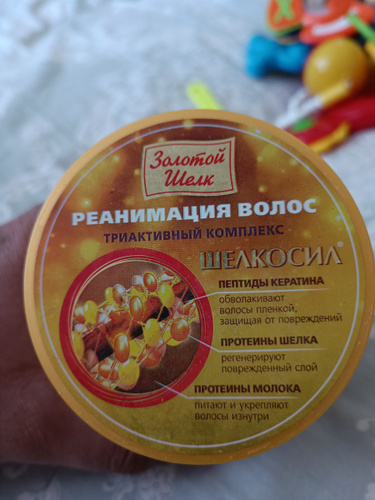 Золотой
Шелк
РЕАНИМАЦИЯ ВОЛОС
ТРИАКТИВНЫЙ КОМПЛЕКС
ШЕЛКОСИЛ®
ПЕПТИДЫ КЕРАТИНА
обволакивают
волосы пленкой,
защищая от повреждений
ПРОТЕИНЫ ШЕЛКА
регенерируют
поврежденный слой
ПРОТЕИНЫ МОЛОКА
питают и укрепляют
волосы изнутри